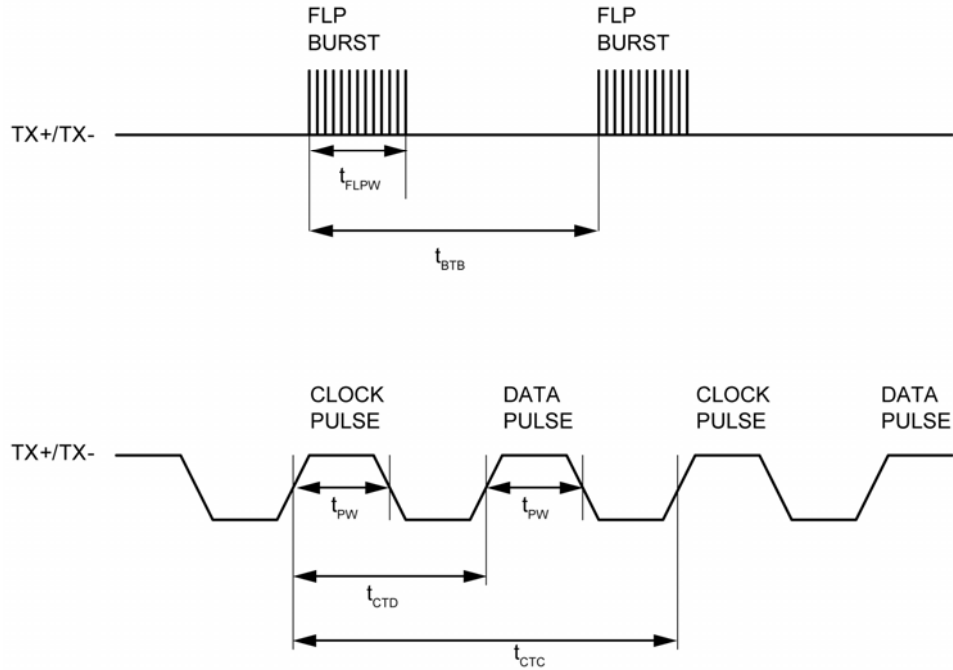 FLP
BURST
FLP
BURST
TX+/TX-
tFLPW
tBTB
CLOCK
PULSE
DATA
PULSE
CLOCK
PULSE
DATA
PULSE
TX+/TX-
tPW
tPW
tCTD
tCTC